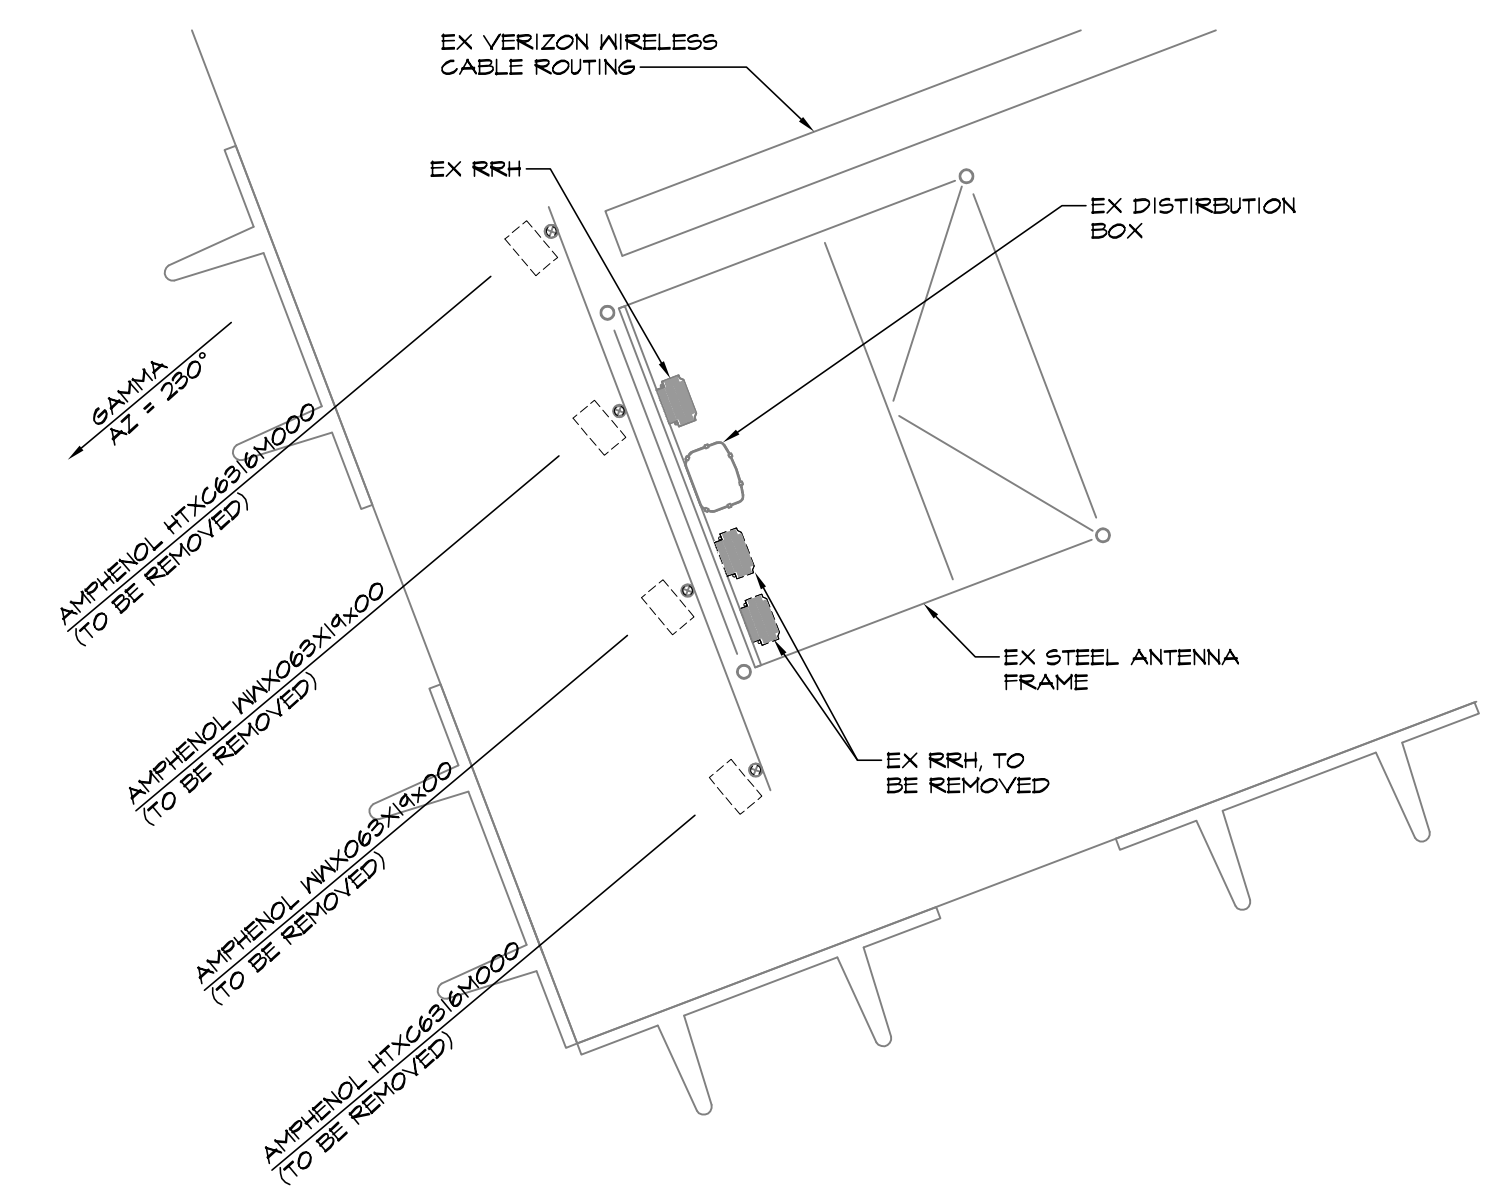 EX VERIZON WIRELESS
CABLE ROUTING
EX RRH
EX DISTIRBUTION
BOX
GAMMA
AZ = 230°
AMPHENOL HTXC6316M000
(TO BE REMOVED)
AMPHENOL WWX063X19x00
(TO BE REMOVED)
AMPHENOL WWX063X19x00
(TO BE REMOVED)
AMPHENOL HTXC6316M000
(TO BE REMOVED)
EX STEEL ANTENNA
FRAME
EX RRH, TO
BE REMOVED